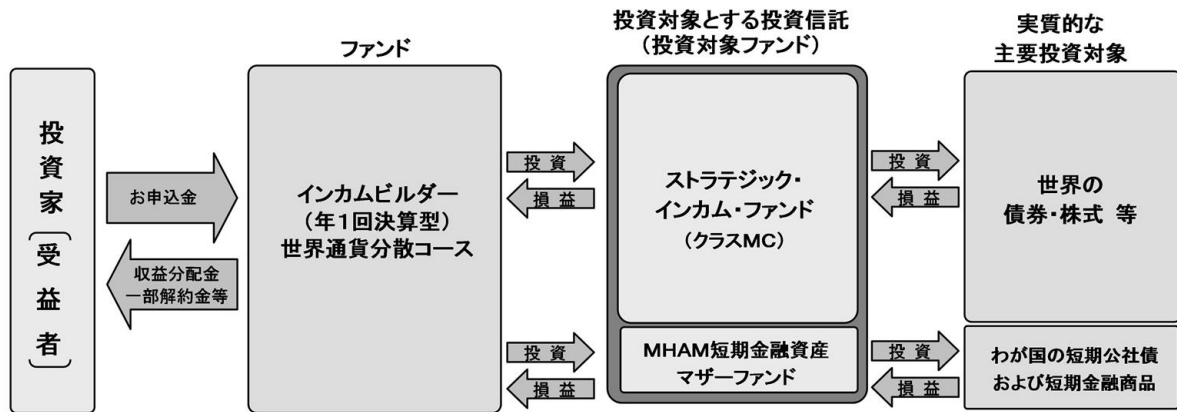 投資家〔受益者〕
お申込金
収益分配金
一部解約金等
ファンド
インカムビルダー
（年1回決算型）
世界通貨分散コース
投 資
損 益
投 資
損 益
投資対象とする投資信託
（投資対象ファンド）
ストラテジック・
インカム・ファンド
（クラスMC）
MHAM短期金融資産
マザーファンド
投 資
損 益
投 資
損 益
実質的な
主要投資対象
世界の
債券・株式 等
わが国の短期公社債
および短期金融商品